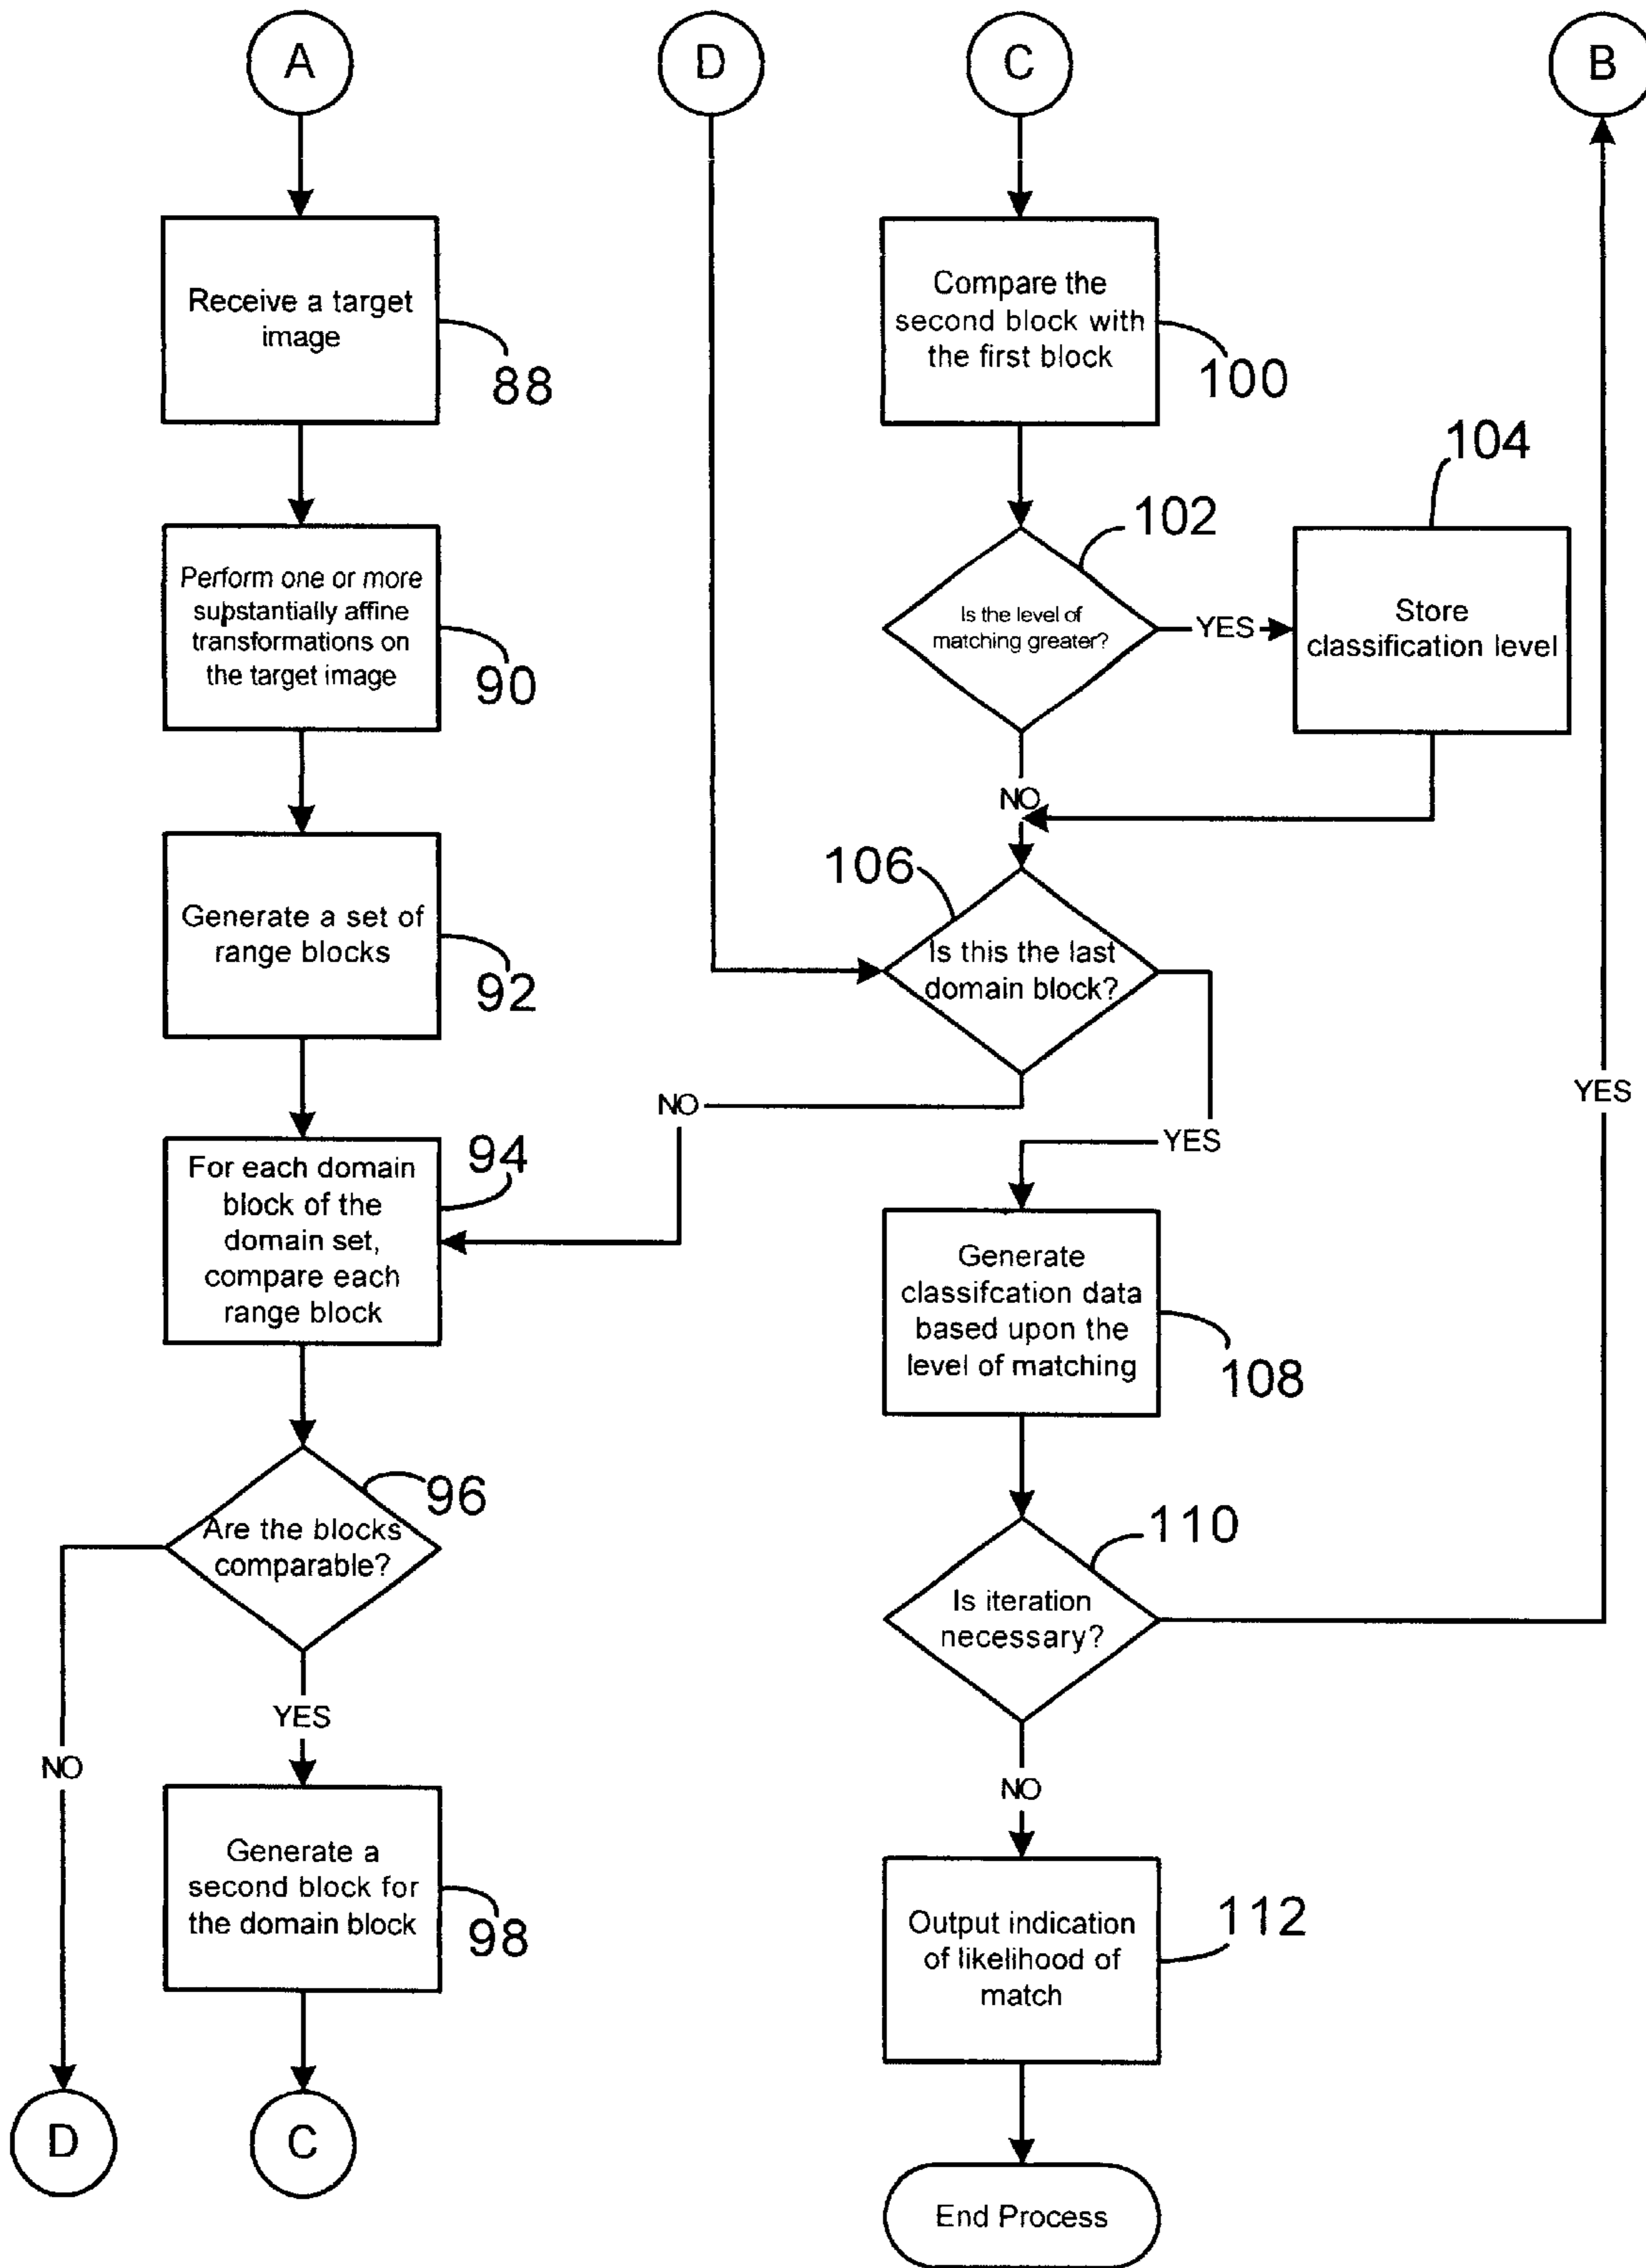 A
D
C
B
Receive a target
image
88
Perform one or more
substantially affine
transformations on
the target image
90
Generate a set of
range blocks
92
For each domain
block of the
domain set,
compare each
range block
94
Are the blocks
comparable?
96
NO
YES
Generate a
second block for
the domain block
98
D
C
Compare the
second block with
the first block
100
Is the level of
matching greater?
102
YES
Store
classification level
104
NO
Is this the last
domain block?
106
NO
YES
Generate
classifcation data
based upon the
level of matching
108
Is iteration
necessary?
110
YES
NO
Output indication
of likelihood of
match
112
End Process